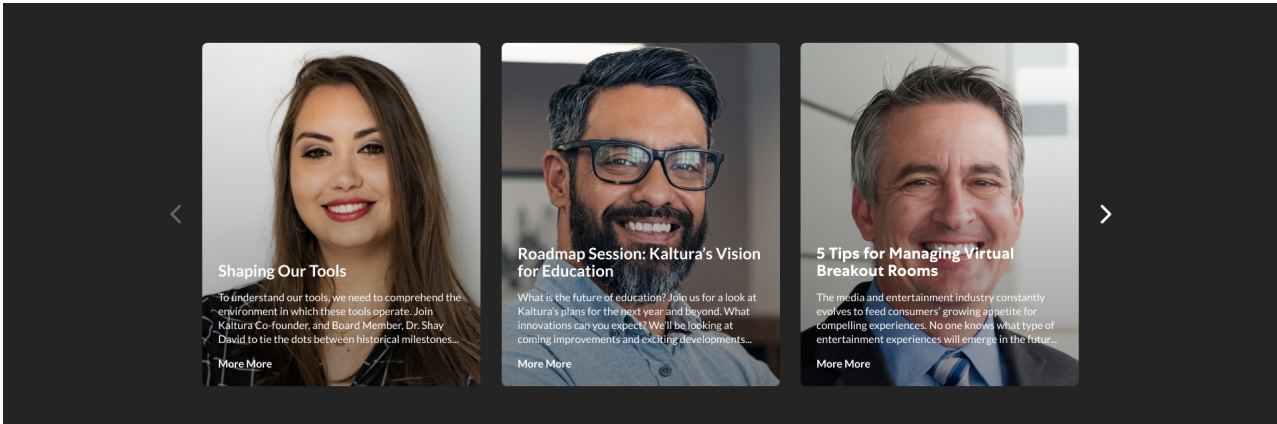 Shaping Our Tools
To understand our tools, we need to comprehend the
environment in which these tools operate. Join
Kaltura Co-founder, and Board Member, Dr. Shay
David to tie the dots between historical milestones...
More More
Roadmap Session: Kaltura's Vision
for Education
What is the future of education? Join us for a look at
Kaltura's plans for the next year and beyond. What
innovations can you expect? We'll be looking at
coming improvements and exciting developments...
More More
5 Tips for Managing Virtual
Breakout Rooms
The media and entertainment industry constantly
evolves to feed consumers' growing appetite for
compelling experiences. No one knows what type of
entertainment experiences will emerge in the futur...
More More